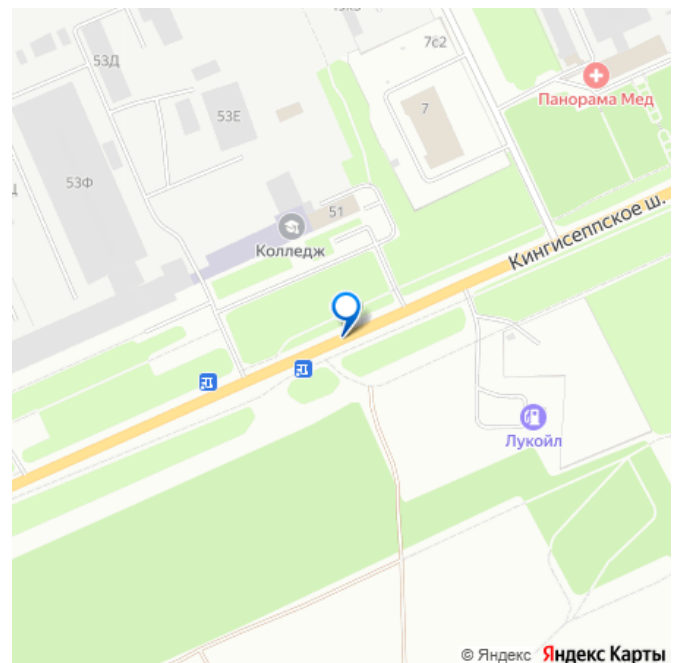 53Д
7с2
Панорама Мед
53Е
7
53Ф
51
Колледж
Кингисеппское ш.
Лукойл
© Яндекс Яндекс Карты